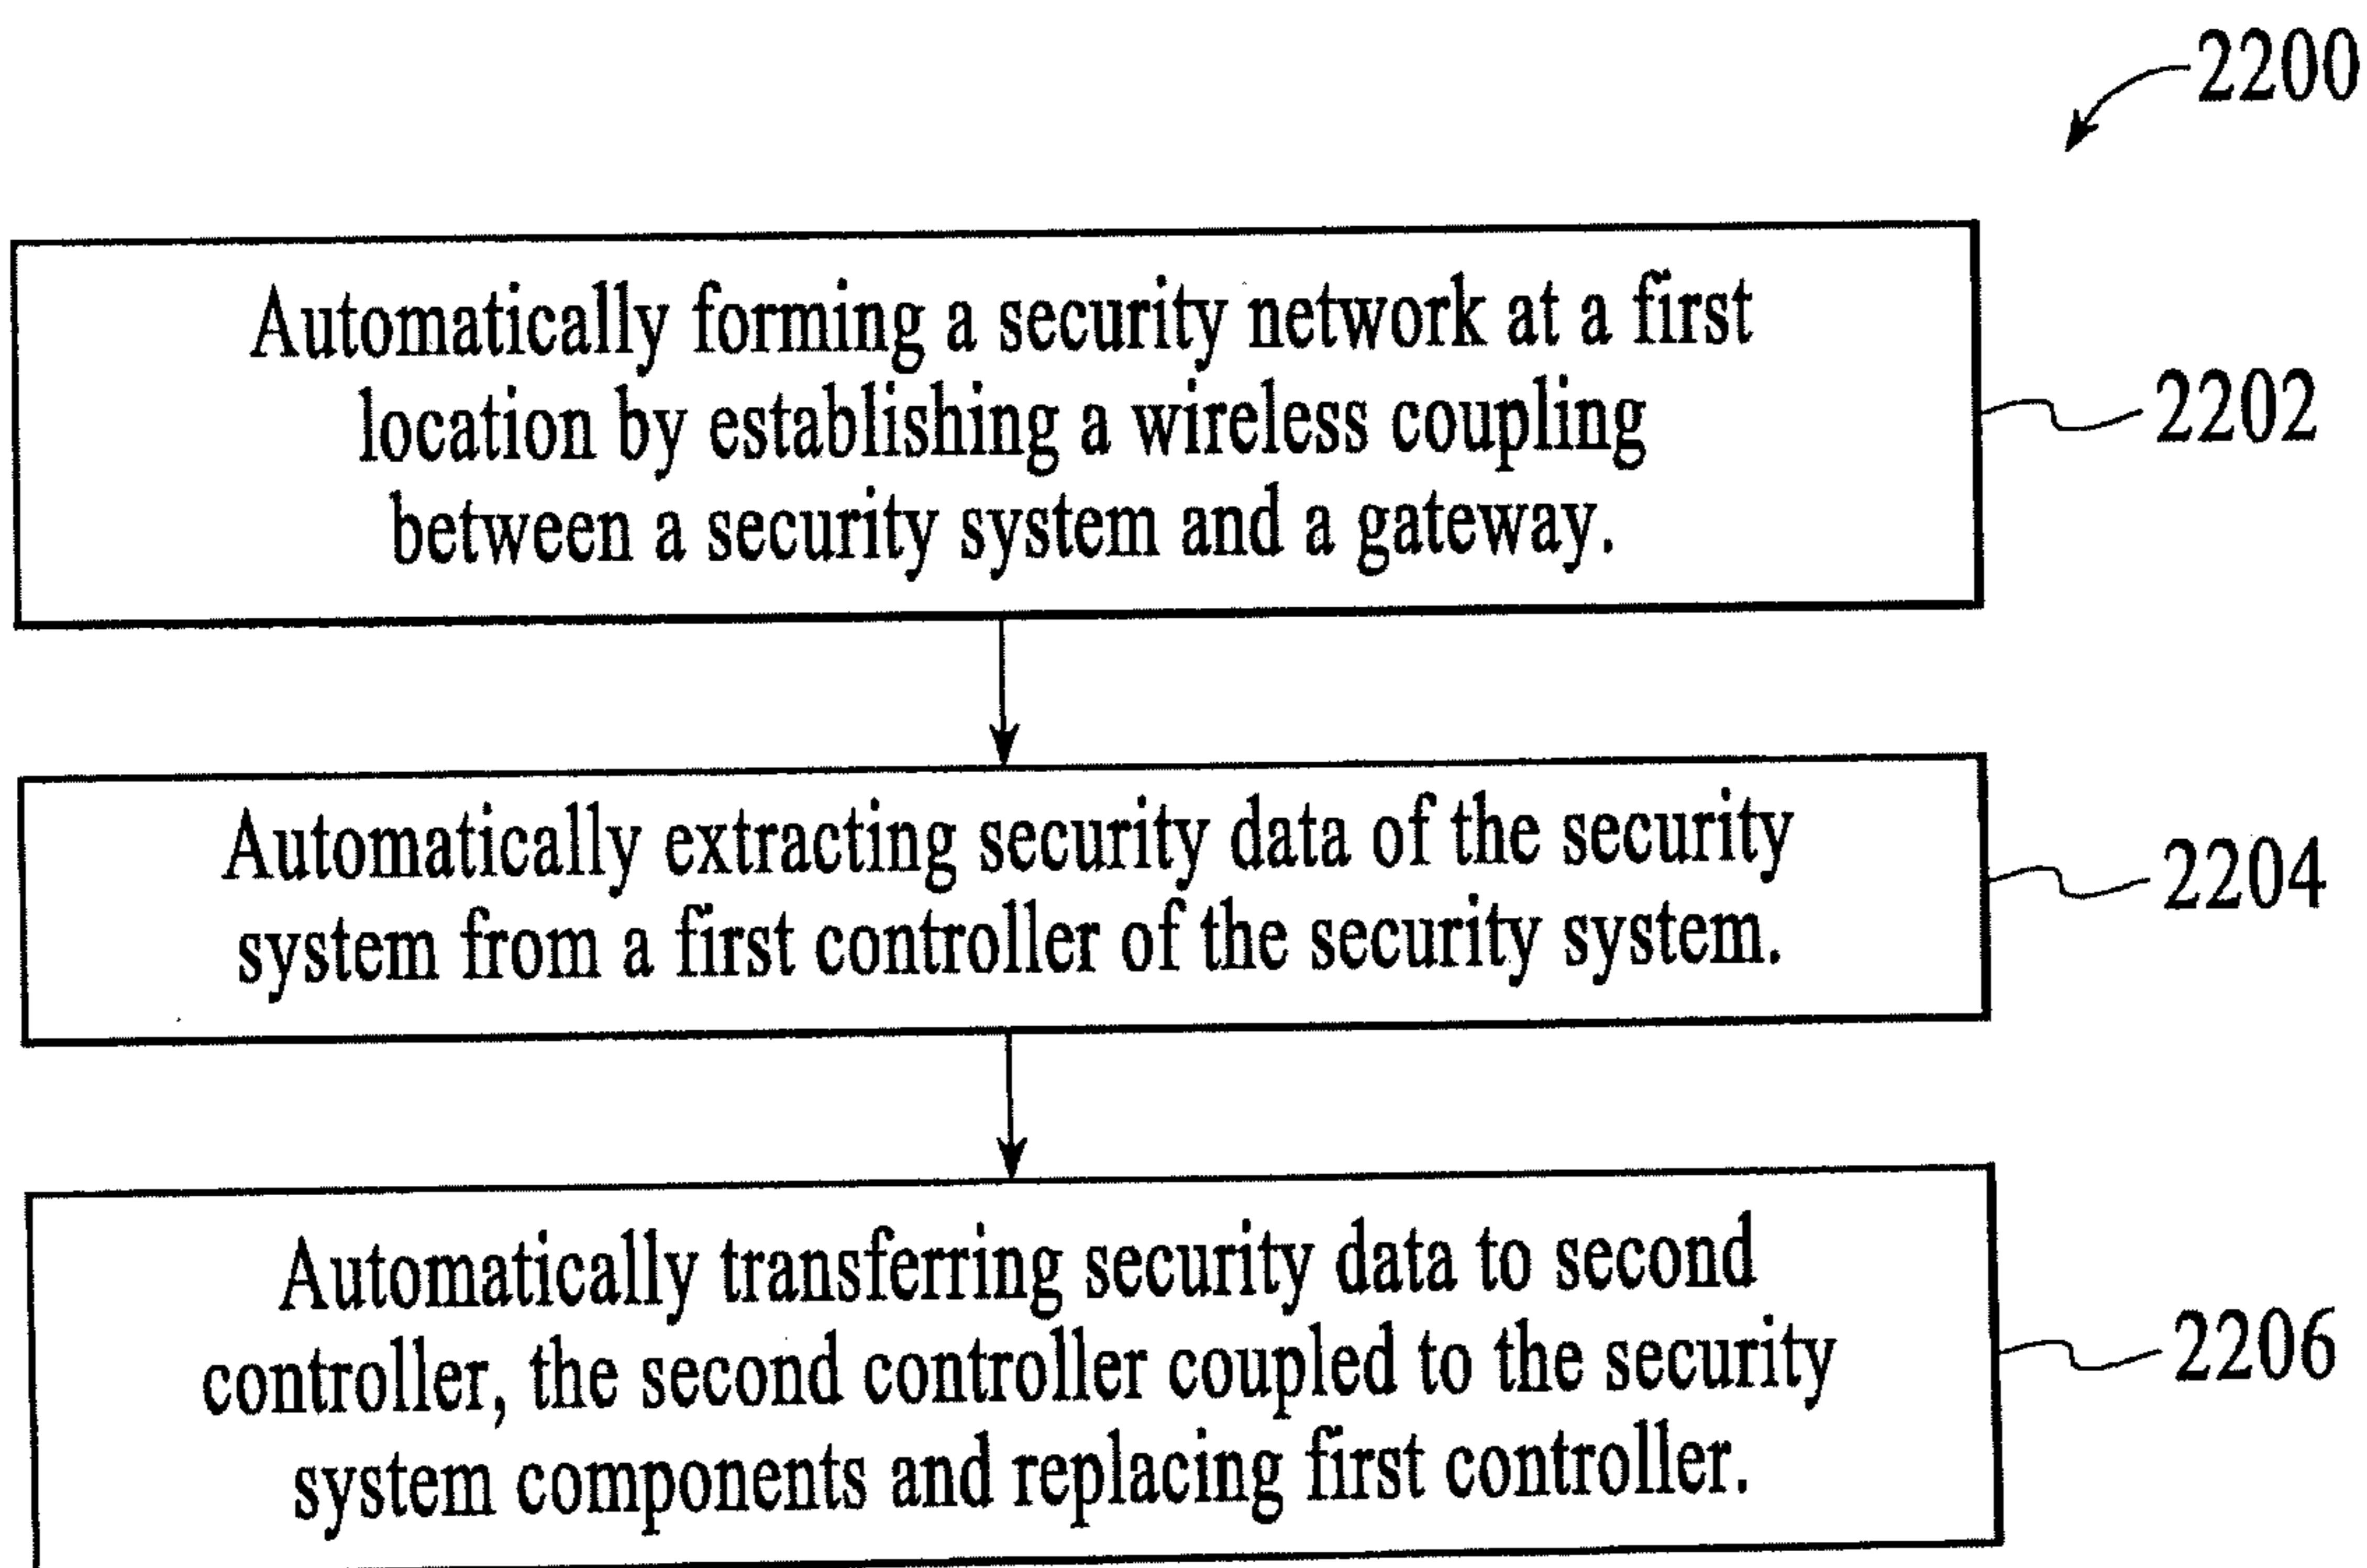 2200
Automatically forming a security network at a first
location by establishing a wireless coupling
between a security system and a gateway.
2202
Automatically extracting security data of the security
system from a first controller of the security system.
2204
Automatically transferring security data to second
controller, the second controller coupled to the security
system components and replacing first controller.
2206